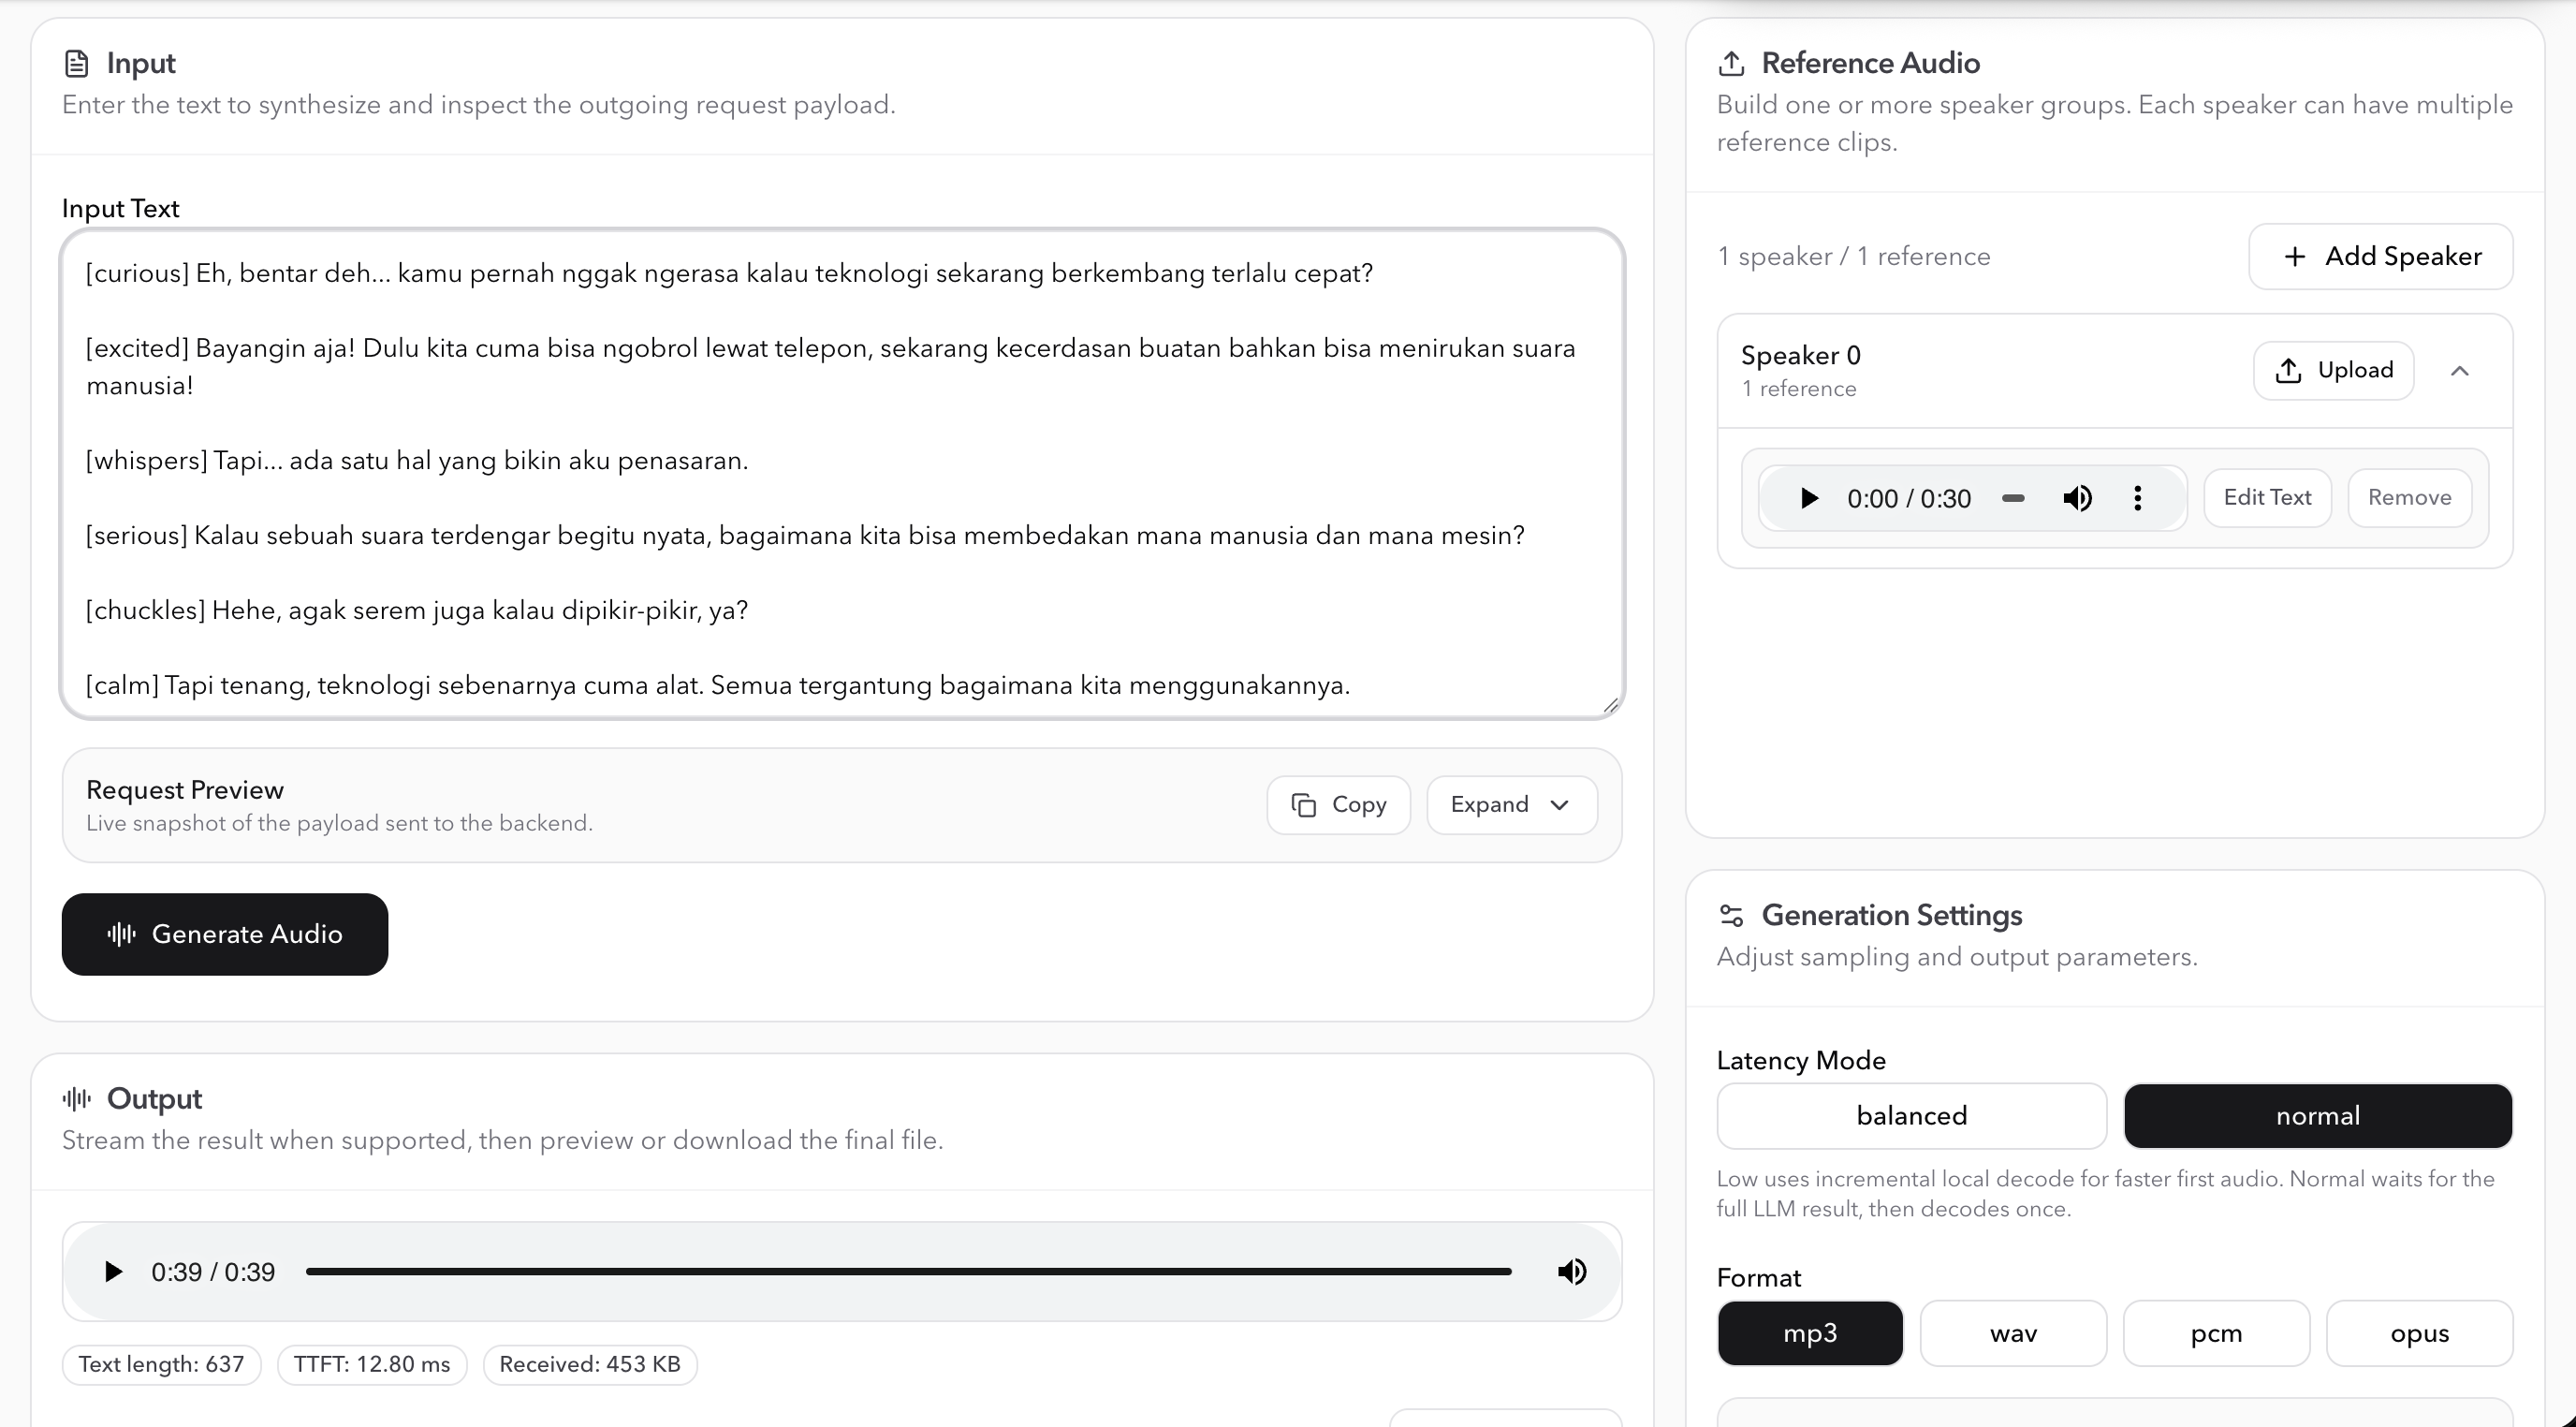 Input
Enter the text to synthesize and inspect the outgoing request payload.
Input Text
[curious] Eh, bentar deh... kamu pernah nggak ngerasa kalau teknologi sekarang berkembang terlalu cepat?
[excited] Bayangin aja! Dulu kita cuma bisa ngobrol lewat telepon, sekarang kecerdasan buatan bahkan bisa menirukan suara
manusia!
[whispers] Tapi... ada satu hal yang bikin aku penasaran.
[serious] Kalau sebuah suara terdengar begitu nyata, bagaimana kita bisa membedakan mana manusia dan mana mesin?
[chuckles] Hehe, agak serem juga kalau dipikir-pikir, ya?
[calm] Tapi tenang, teknologi sebenarnya cuma alat. Semua tergantung bagaimana kita menggunakannya.
Request Preview
Live snapshot of the payload sent to the backend.
Copy
Expand
Generate Audio
Output
Stream the result when supported, then preview or download the final file.
0:39 / 0:39
Text length: 637
TTFT: 12.80 ms
Received: 453 KB
Reference Audio
Build one or more speaker groups. Each speaker can have multiple
reference clips.
1 speaker / 1 reference
Add Speaker
Speaker 0
1 reference
Upload
0:00 / 0:30
Edit Text
Remove
Generation Settings
Adjust sampling and output parameters.
Latency Mode
balanced
normal
Low uses incremental local decode for faster first audio. Normal waits for the
full LLM result, then decodes once.
Format
mp3
wav
pcm
opus